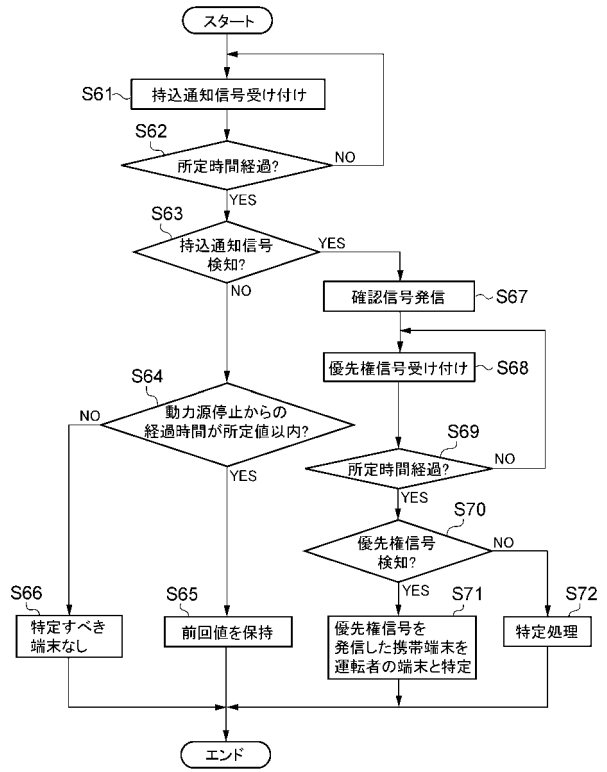 スタート
S61
持込通知信号受け付け
S62
所定時間経過?
NO
YES
S63
持込通知信号
検知?
YES
NO
確認信号発信
S67
優先権信号受け付け
S68
S64
動力源停止からの
経過時間が所定値以内?
NO
YES
S69
所定時間経過?
NO
YES
S70
優先権信号
検知?
NO
YES
S66
特定すべき
端末なし
S65
前回値を保持
S71
優先権信号を
発信した携帯端末を
運転者の端末と特定
S72
特定処理
エンド